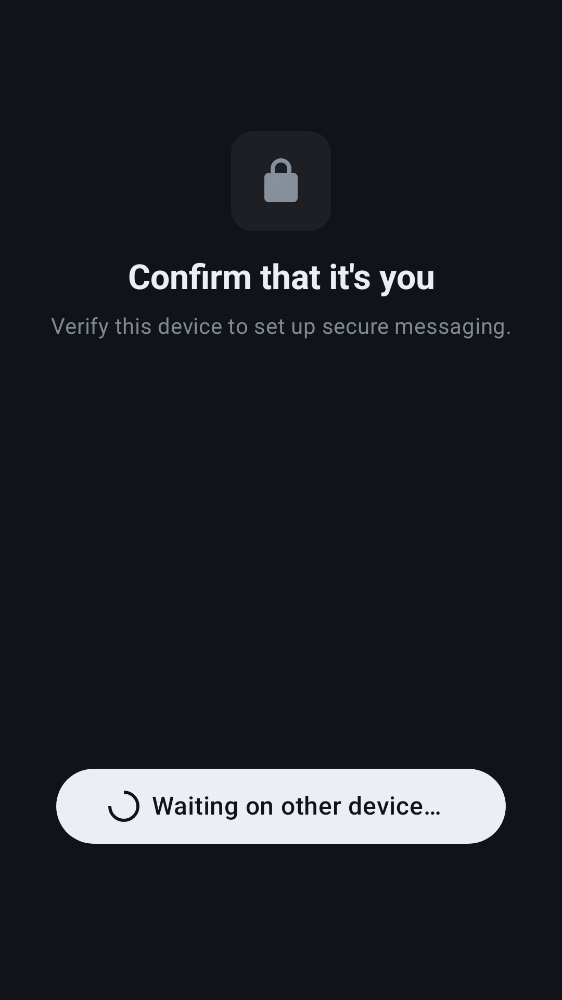 Confirm that it's you
Verify this device to set up secure messaging.
Waiting on other device…